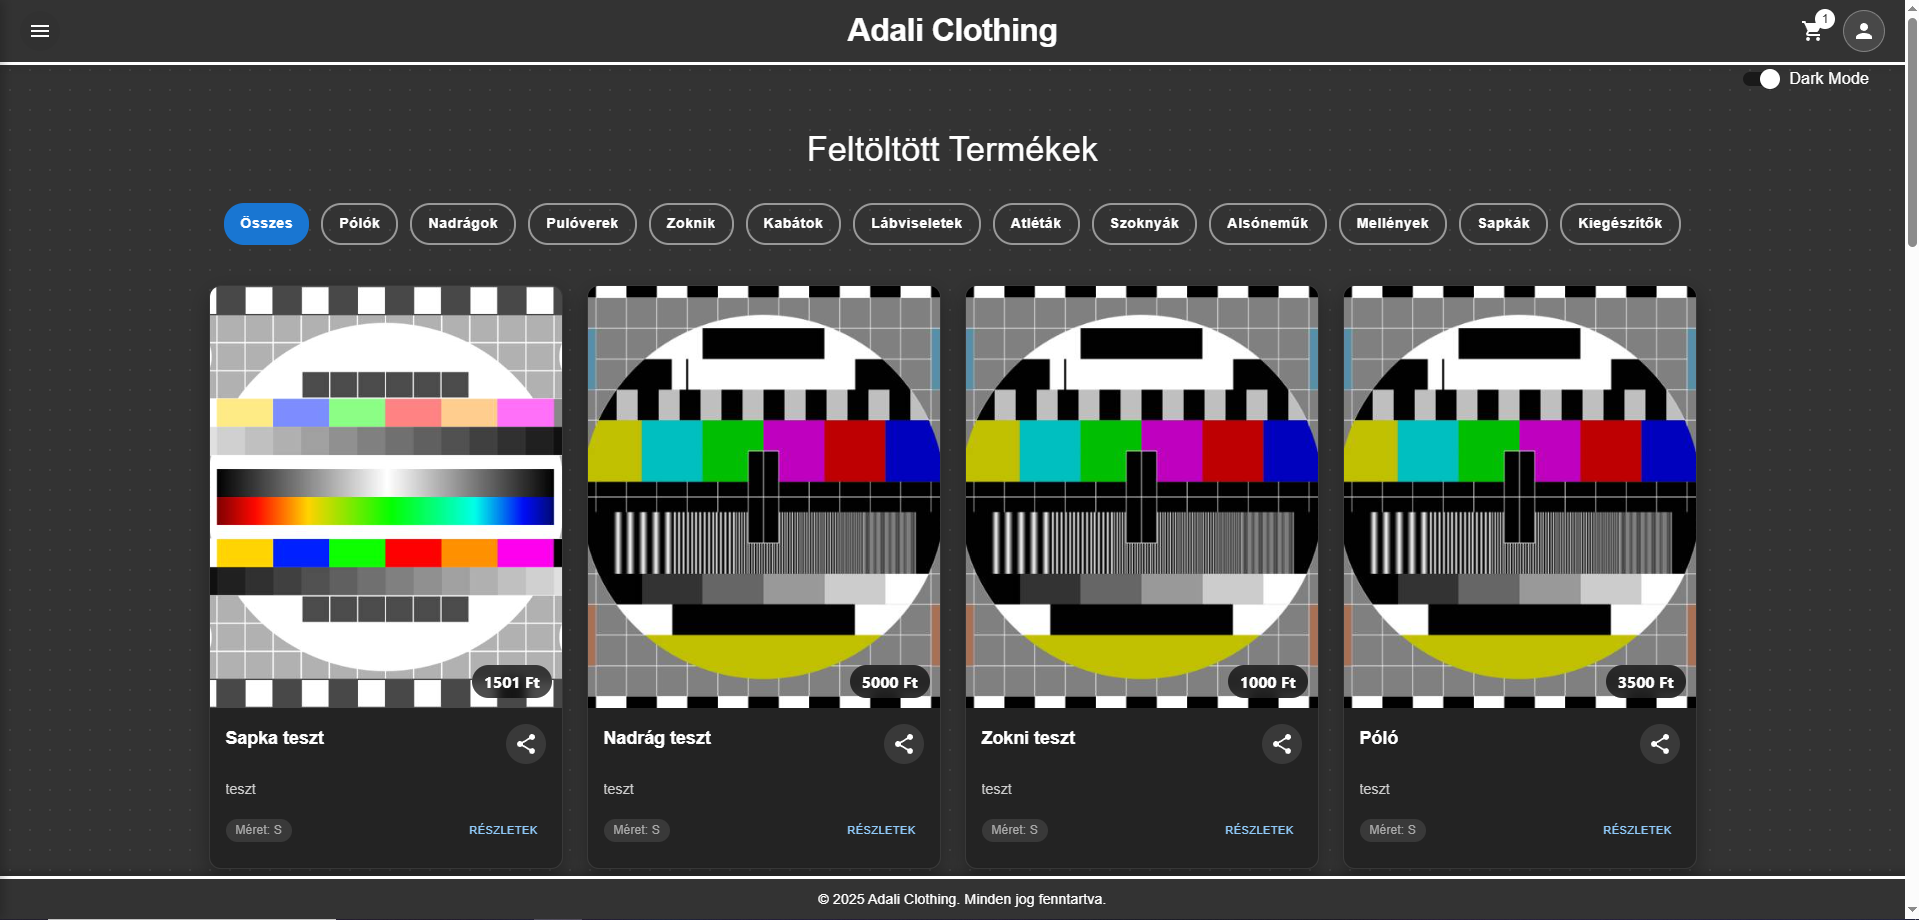 Adali Clothing
1
Dark Mode
Feltöltött Termékek
Összes Pólók Nadrágok Pulóverek Zoknik Kabátok Lábviseletek Atléták Szoknyák Alsóneműk Mellények Sapkák Kiegészítők
1501 Ft 5000 Ft 1000 Ft 3500 Ft
Sapka teszt Nadrág teszt Zokni teszt Póló
teszt teszt teszt teszt
Méret: S RÉSZLETEK Méret: S RÉSZLETEK Méret: S RÉSZLETEK Méret: S RÉSZLETEK
© 2025 Adali Clothing. Minden jog fenntartva.